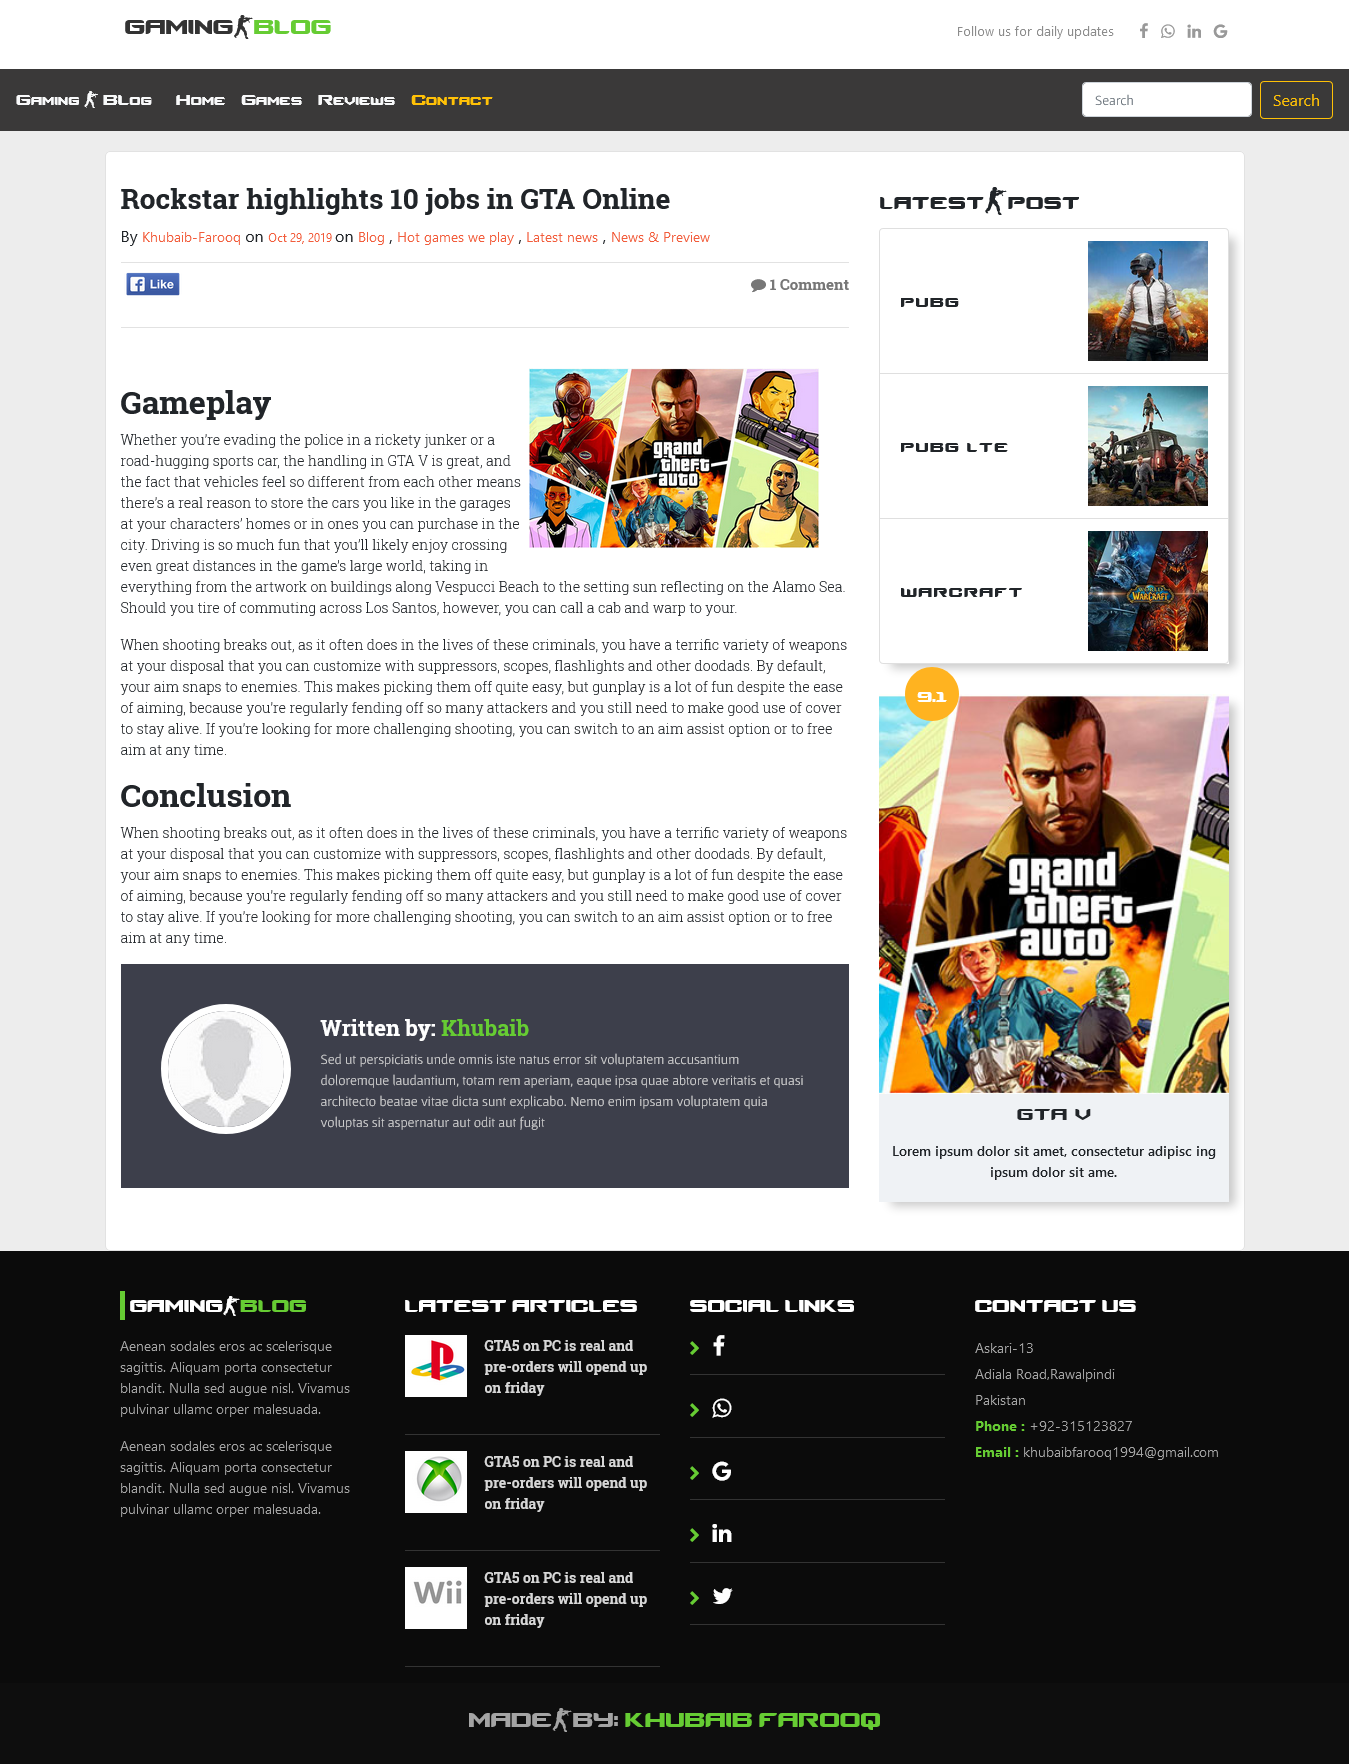 GAMING BLOG
Follow us for daily updates
Gaming Blog Home Games Reviews Contact
Search Search
Rockstar highlights 10 jobs in GTA Online
By Khubaib-Farooq on Oct 29, 2019 on Blog , Hot games we play , Latest news , News & Preview
Like
1 Comment
Gameplay
Whether you're evading the police in a rickety junker or a
road-hugging sports car, the handling in GTA V is great, and
the fact that vehicles feel so different from each other means
there's a real reason to store the cars you like in the garages
at your characters' homes or in ones you can purchase in the
city. Driving is so much fun that you'll likely enjoy crossing
even great distances in the game's large world, taking in
everything from the artwork on buildings along Vespucci Beach to the setting sun reflecting on the Alamo Sea.
Should you tire of commuting across Los Santos, however, you can call a cab and warp to your.
grand
theft
auto
When shooting breaks out, as it often does in the lives of these criminals, you have a terrific variety of weapons
at your disposal that you can customize with suppressors, scopes, flashlights and other doodads. By default,
your aim snaps to enemies. This makes picking them off quite easy, but gunplay is a lot of fun despite the ease
of aiming, because you're regularly fending off so many attackers and you still need to make good use of cover
to stay alive. If you're looking for more challenging shooting, you can switch to an aim assist option or to free
aim at any time.
Conclusion
When shooting breaks out, as it often does in the lives of these criminals, you have a terrific variety of weapons
at your disposal that you can customize with suppressors, scopes, flashlights and other doodads. By default,
your aim snaps to enemies. This makes picking them off quite easy, but gunplay is a lot of fun despite the ease
of aiming, because you're regularly fending off so many attackers and you still need to make good use of cover
to stay alive. If you're looking for more challenging shooting, you can switch to an aim assist option or to free
aim at any time.
Written by: Khubaib
Sed ut perspiciatis unde omnis iste natus error sit voluptatem accusantium
doloremque laudantium, totam rem aperiam, eaque ipsa quae abtore veritatis et quasi
architecto beatae vitae dicta sunt explicabo. Nemo enim ipsam voluptatem quia
voluptas sit aspernatur aut odit aut fugit
LATEST POST
PUBG
PUBG LTE
WARCRAFT
WARCRAFT
9.1
grand
theft
auto
GTA V
Lorem ipsum dolor sit amet, consectetur adipisc ing
ipsum dolor sit ame.
GAMING BLOG
Aenean sodales eros ac scelerisque
sagittis. Aliquam porta consectetur
blandit. Nulla sed augue nisl. Vivamus
pulvinar ullamc orper malesuada.
Aenean sodales eros ac scelerisque
sagittis. Aliquam porta consectetur
blandit. Nulla sed augue nisl. Vivamus
pulvinar ullamc orper malesuada.
LATEST ARTICLES
GTA5 on PC is real and
pre-orders will opend up
on friday
GTA5 on PC is real and
pre-orders will opend up
on friday
Wii
GTA5 on PC is real and
pre-orders will opend up
on friday
SOCIAL LINKS
CONTACT US
Askari-13
Adiala Road,Rawalpindi
Pakistan
Phone : +92-315123827
Email : khubaibfarooq1994@gmail.com
MADE BY: KHUBAIB FAROOQ